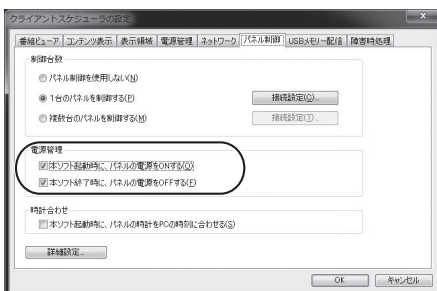 クライアントスケジューラの設定
番組ビューア コンテンツ表示 表示領域 電源管理 ネットワーク パネル制御 USBメモリー配信 障害時処理
制御台数
パネル制御を使用しない(N)
1台のパネルを制御する(P) 接続設定(C)...
複数台のパネルを制御する(M) 接続設定(T)...
電源管理
本ソフト起動時に、パネルの電源をONする(O)
本ソフト終了時に、パネルの電源をOFFする(F)
時計合わせ
本ソフト起動時に、パネルの時計をPCの時刻に合わせる(S)
詳細設定...
OK キャンセル